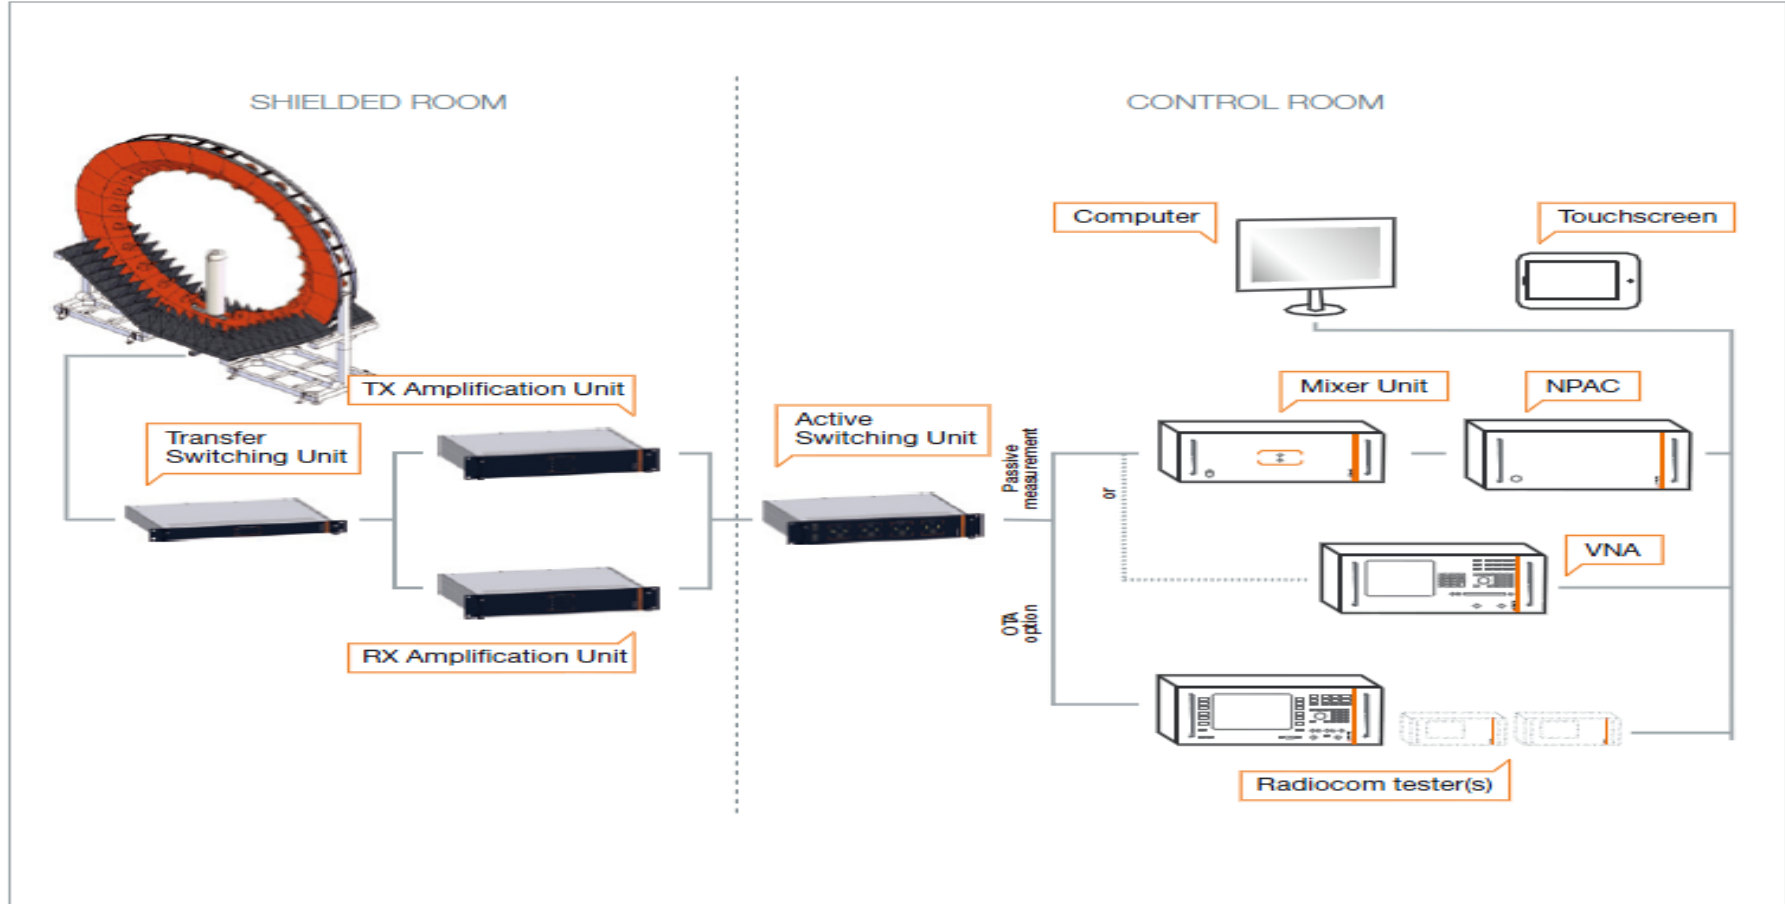 SHIELDED ROOM
CONTROL ROOM
Computer
Touchscreen
TX Amplification Unit
Mixer Unit
NPAC
Transfer
Switching Unit
Active
Switching Unit
Passive
measurement
or
VNA
OTA
option
RX Amplification Unit
Radiocom tester(s)